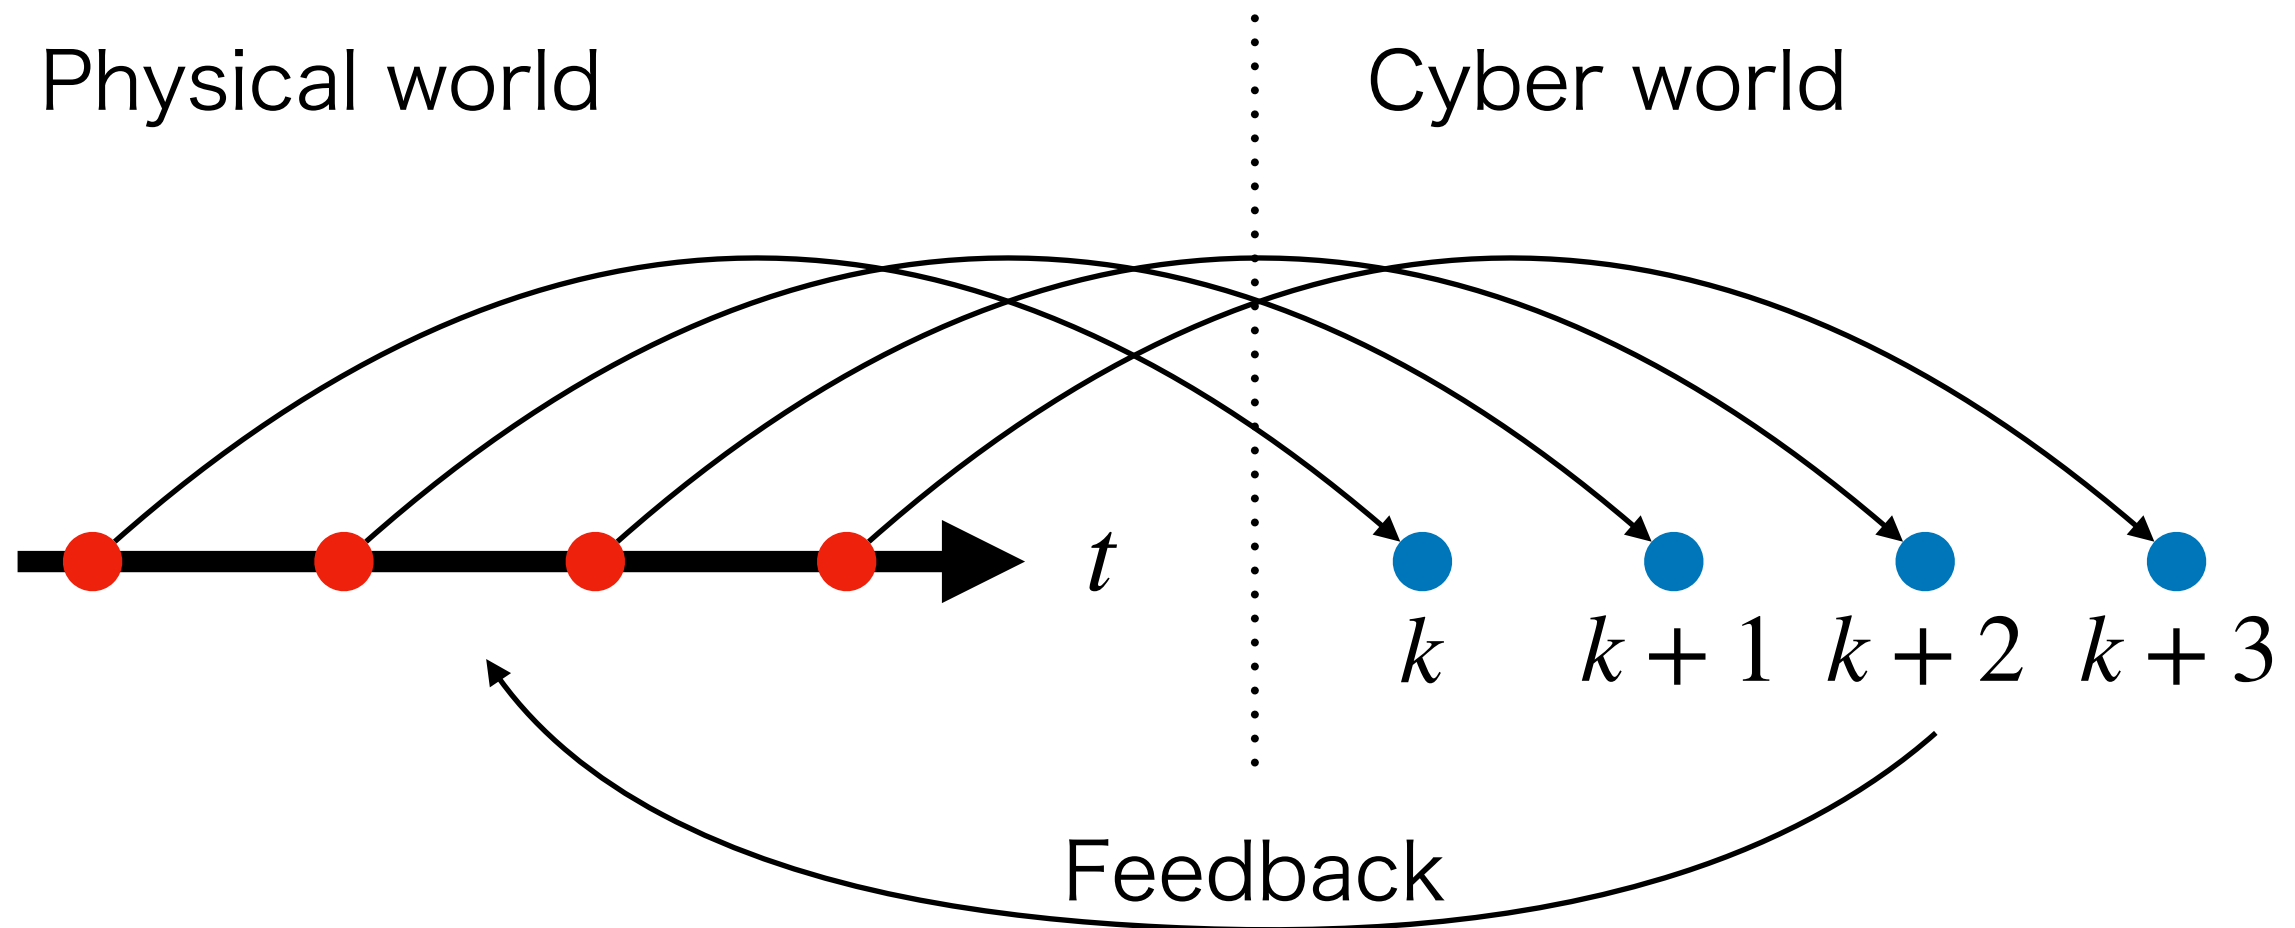 Physical world
Cyber world
t
k
k + 1
k + 2
k + 3
Feedback